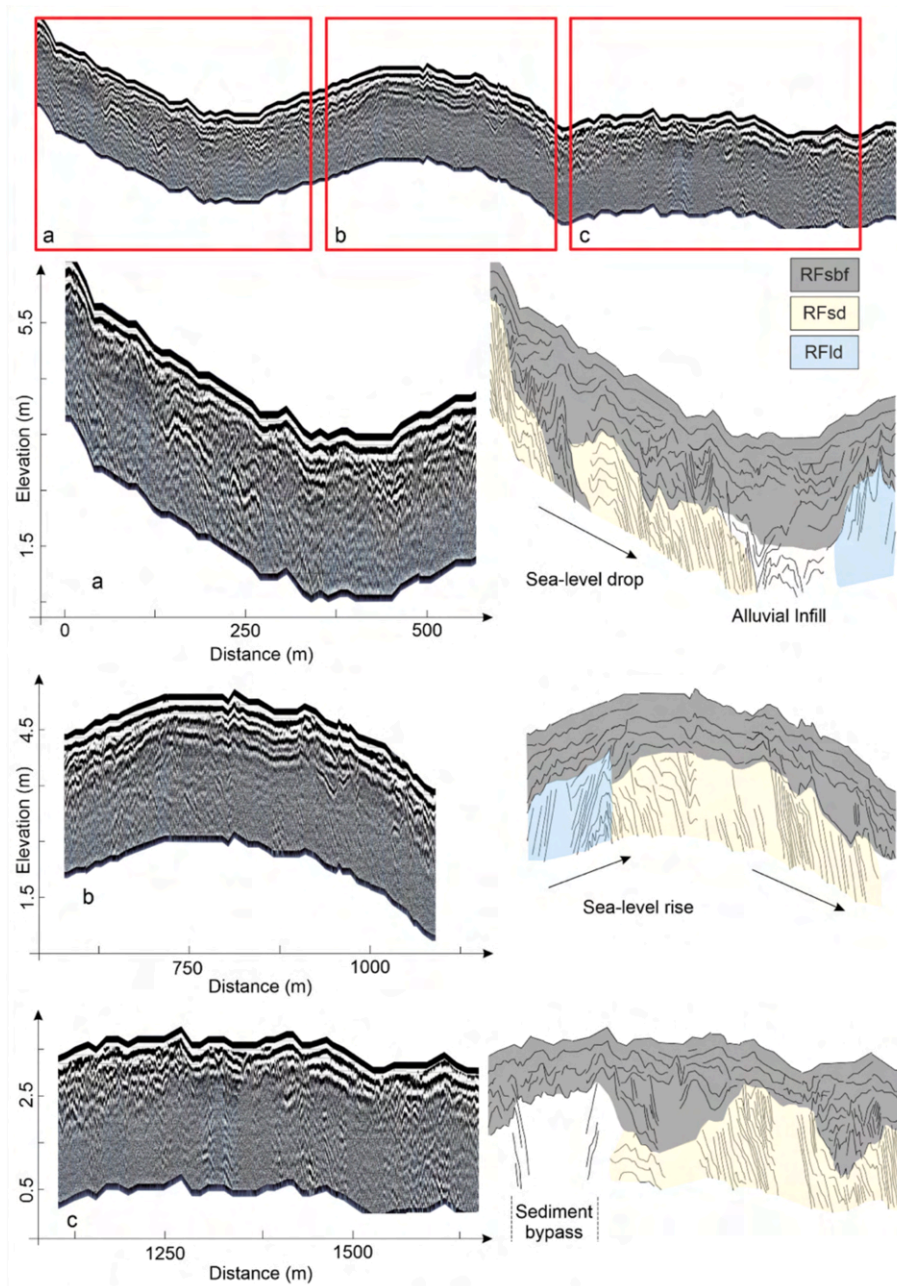 a
b
c
RFsbf
RFsd
RFld
Elevation (m)
5.5
1.5
a
0
250
500
Distance (m)
Sea-level drop
Alluvial Infill
Elevation (m)
4.5
1.5
b
750
1000
Distance (m)
Sea-level rise
2.5
0.5
c
1250
1500
Distance (m)
Sediment
bypass